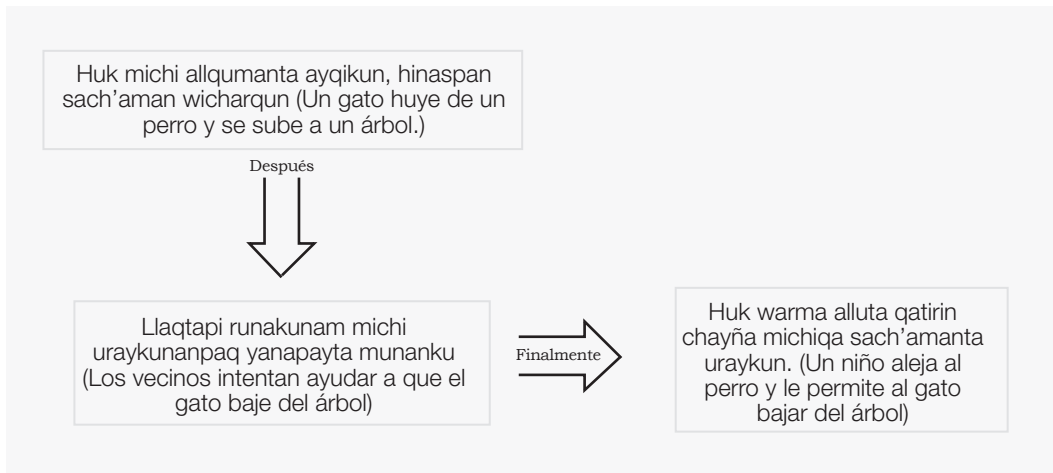 Huk michi allqumanta ayqikun, hinaspan
sach’aman wicharqun (Un gato huye de un
perro y se sube a un árbol.)
Después
Llaqtapi runakunam michi
uraykunanpaq yanapayta munanku
(Los vecinos intentan ayudar a que el
gato baje del árbol)
Finalmente
Huk warma alluta qatirin
chayña michiqa sach’amanta
uraykun. (Un niño aleja al
perro y le permite al gato
bajar del árbol)